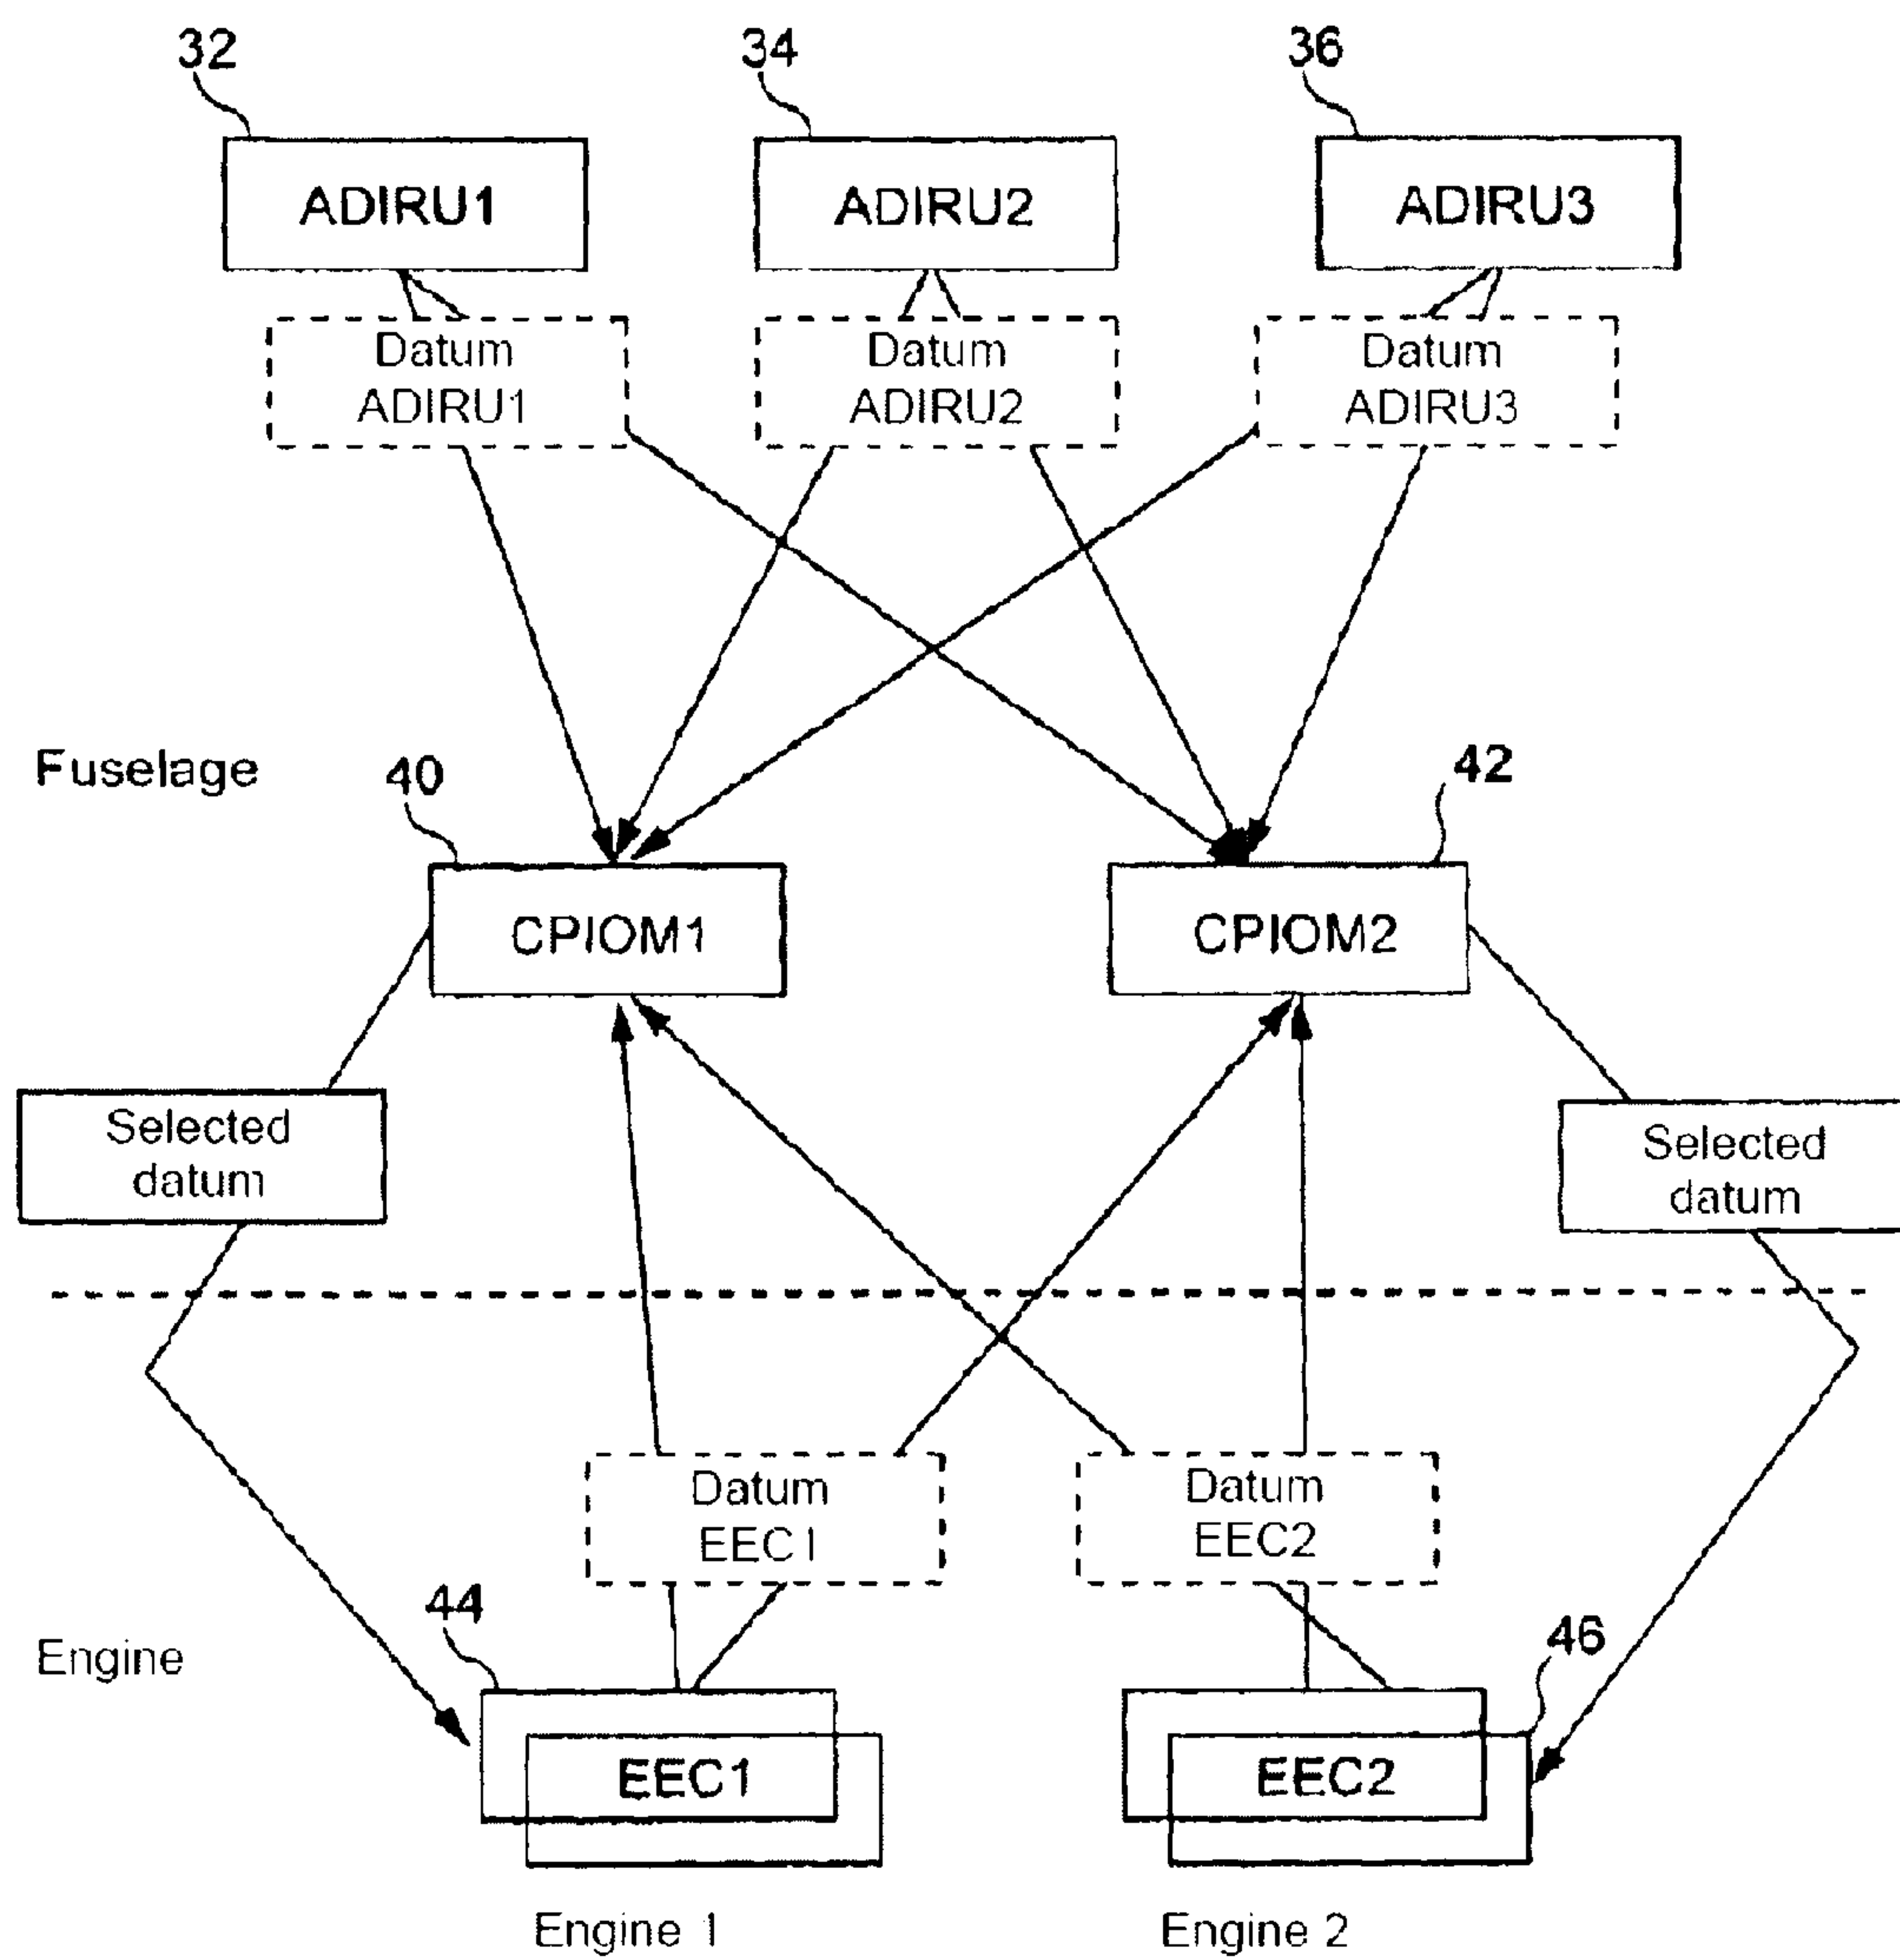 32
34
36
ADIRU1
ADIRU2
ADIRU3
Datum
ADIRU1
Datum
ADIRU2
Datum
ADIRU3
Fuselage
40
42
CPIOM1
CPIOM2
Selected
datum
Selected
datum
Datum
EEC1
Datum
EEC2
44
Engine
46
EEC1
EEC2
Engine 1
Engine 2